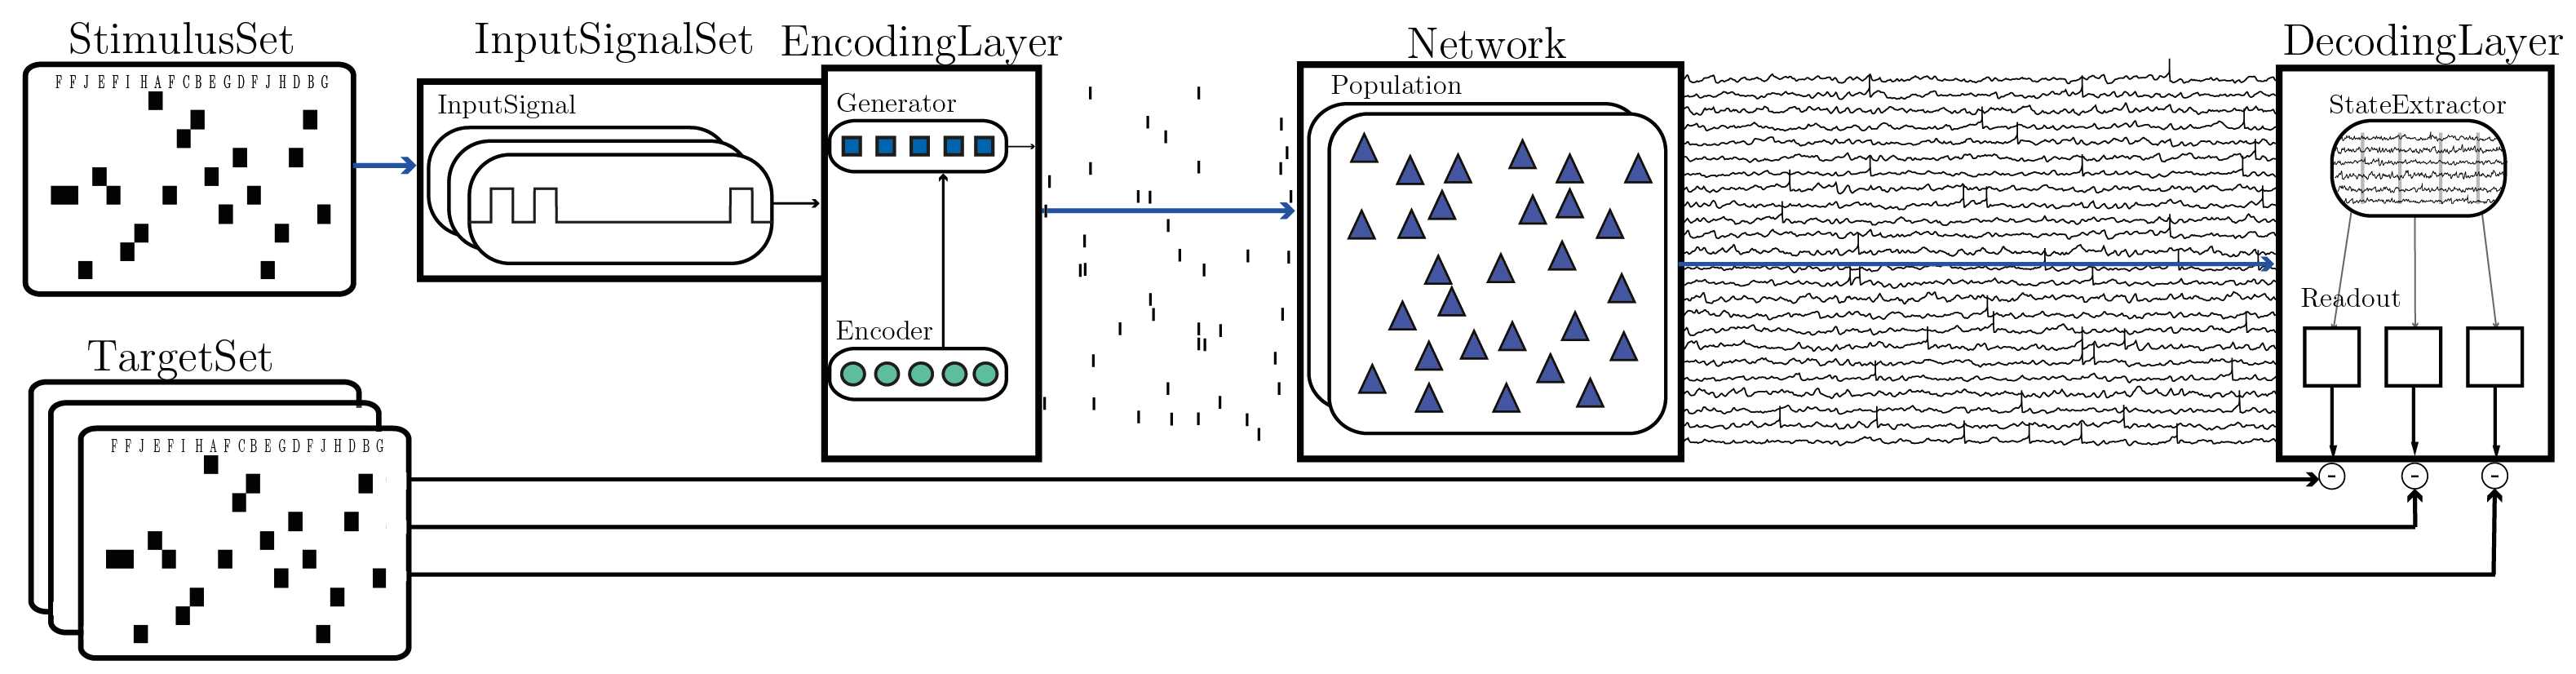 StimulusSet
F F J E F I H A F C B E G D F J H D B G
InputSignalSet
InputSignal
EncodingLayer
Generator
Encoder
Network
Population
DecodingLayer
StateExtractor
Readout
TargetSet
F F J E F I H A F C B E G D F J H D B G
- - -